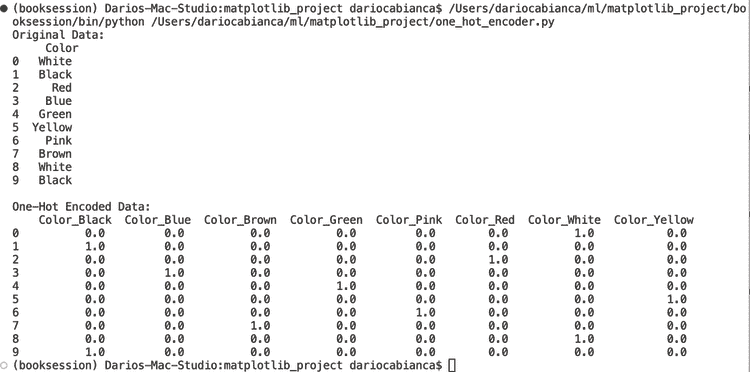 (booksession) Darios-Mac-Studio:matplotlib_project dariocabianca$ /Users/dariocabianca/ml/matplotlib_project/bo
oksession/bin/python /Users/dariocabianca/ml/matplotlib_project/one_hot_encoder.py
Original Data:
    Color
0   White
1   Black
2     Red
3    Blue
4   Green
5  Yellow
6    Pink
7   Brown
8   White
9   Black

One-Hot Encoded Data:
   Color_Black  Color_Blue  Color_Brown  Color_Green  Color_Pink  Color_Red  Color_White  Color_Yellow
0          0.0         0.0          0.0          0.0         0.0        0.0          1.0           0.0
1          1.0         0.0          0.0          0.0         0.0        0.0          0.0           0.0
2          0.0         0.0          0.0          0.0         0.0        1.0          0.0           0.0
3          0.0         1.0          0.0          0.0         0.0        0.0          0.0           0.0
4          0.0         0.0          0.0          1.0         0.0        0.0          0.0           0.0
5          0.0         0.0          0.0          0.0         0.0        0.0          0.0           1.0
6          0.0         0.0          0.0          0.0         1.0        0.0          0.0           0.0
7          0.0         0.0          1.0          0.0         0.0        0.0          0.0           0.0
8          0.0         0.0          0.0          0.0         0.0        0.0          1.0           0.0
9          1.0         0.0          0.0          0.0         0.0        0.0          0.0           0.0
(booksession) Darios-Mac-Studio:matplotlib_project dariocabianca$